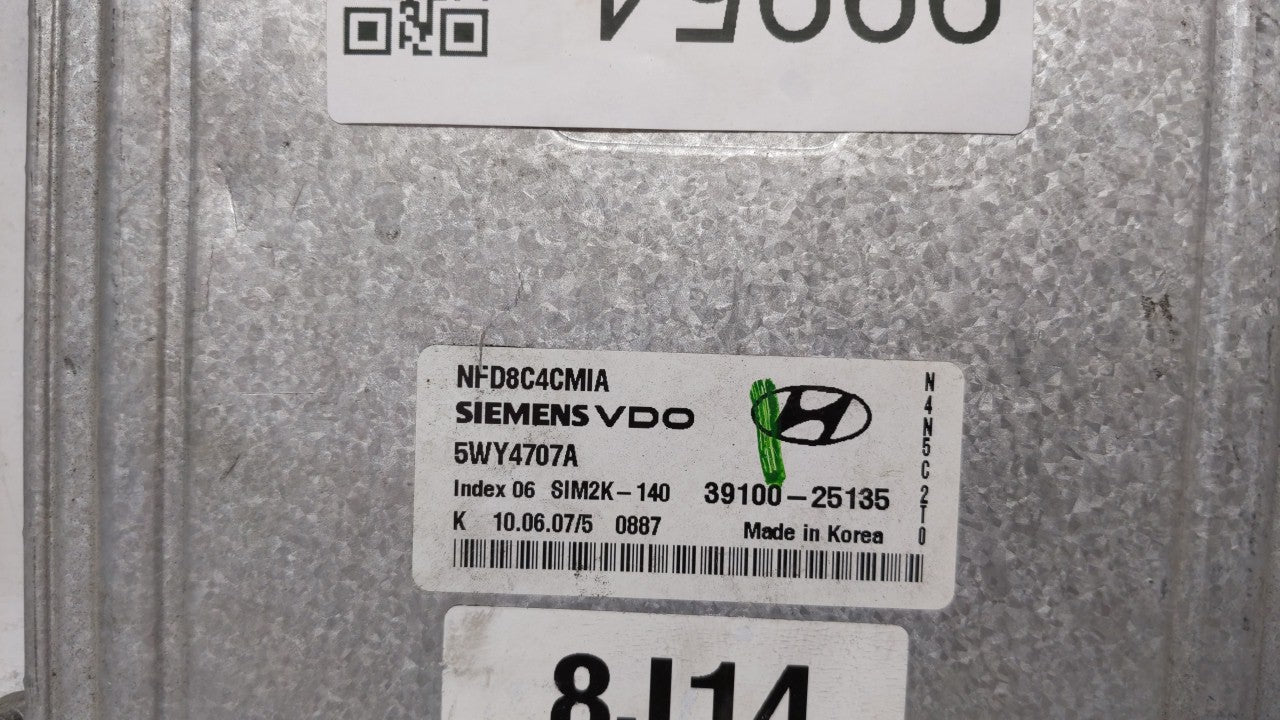 NFD8C4CMIA
SIEMENS VDO
5WY4707A
Index 06 SIM2K-140 39100-25135
K 10.06.07/5 0887 Made in Korea
N4N5C2T0
8J14